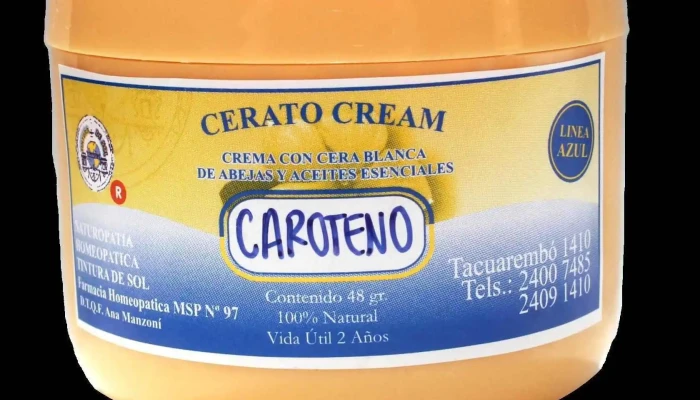 CERATO CREAM
CREMA CON CERA BLANCA
DE ABEJAS Y ACEITES ESENCIALES
LINEA
AZUL
R
CAROTENO
NATUROPATIA
HOMEOPATICA
TINTURA DE SOL
Farmacia Homeopatica MSP Nº 97
D.T.Q.F. Ana Manzoní
Contenido 48 gr.
100% Natural
Vida Útil 2 Años
Tacuarembó 1410
Tels.: 2400 7485
2409 1410